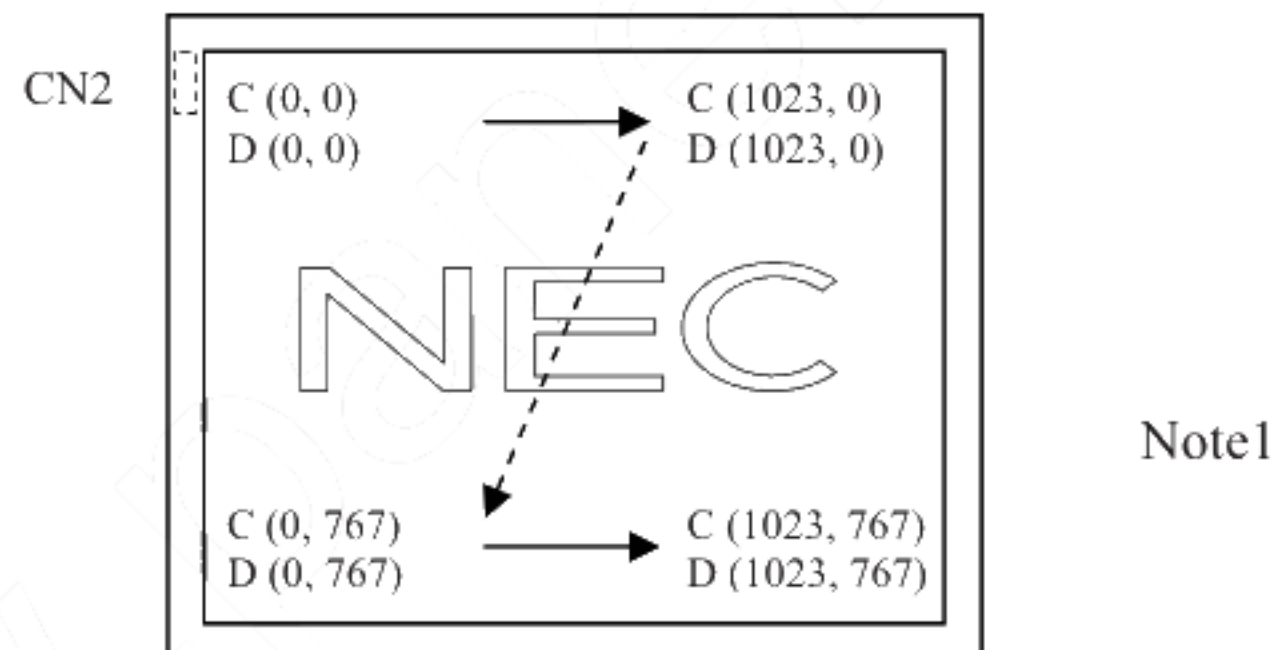 CN2
C (0, 0)
D (0, 0)
C (1023, 0)
D (1023, 0)
NEC
Note1
C (0, 767)
D (0, 767)
C (1023, 767)
D (1023, 767)